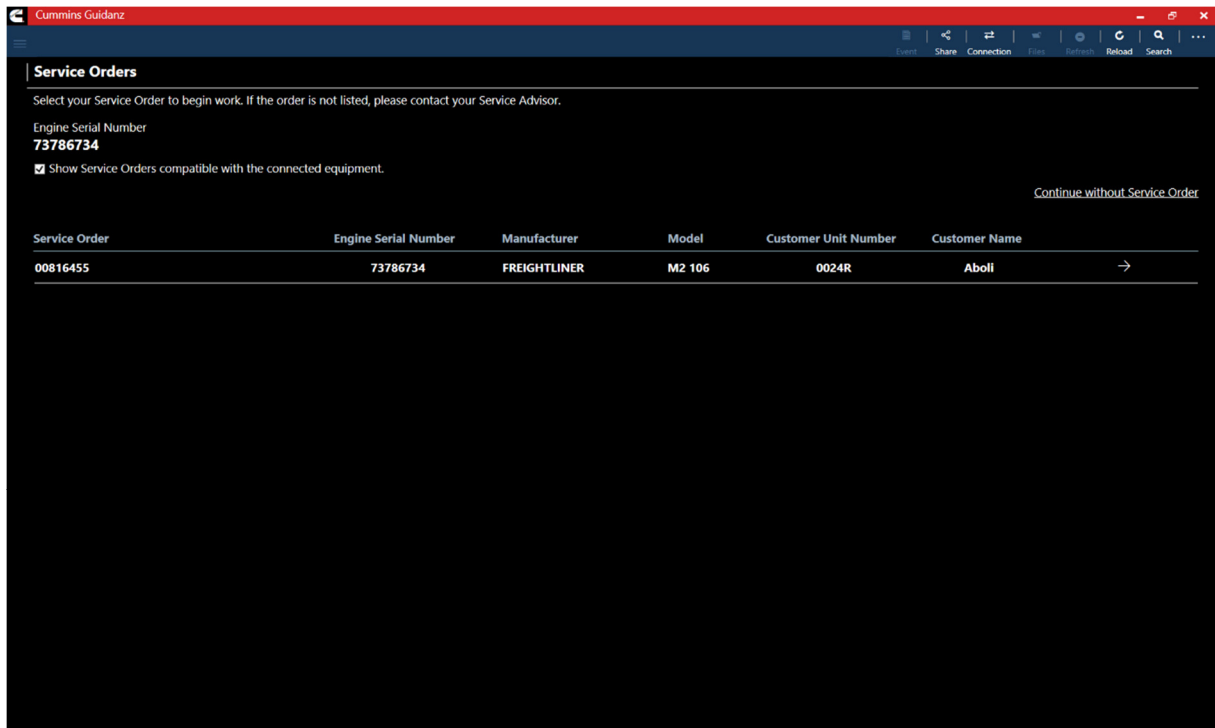 Cummins Guidanz
Event Share Connection Files Refresh Reload Search
Service Orders
Select your Service Order to begin work. If the order is not listed, please contact your Service Advisor.
Engine Serial Number
73786734
Show Service Orders compatible with the connected equipment.
Continue without Service Order
Service Order Engine Serial Number Manufacturer Model Customer Unit Number Customer Name
00816455 73786734 FREIGHTLINER M2 106 0024R Aboli